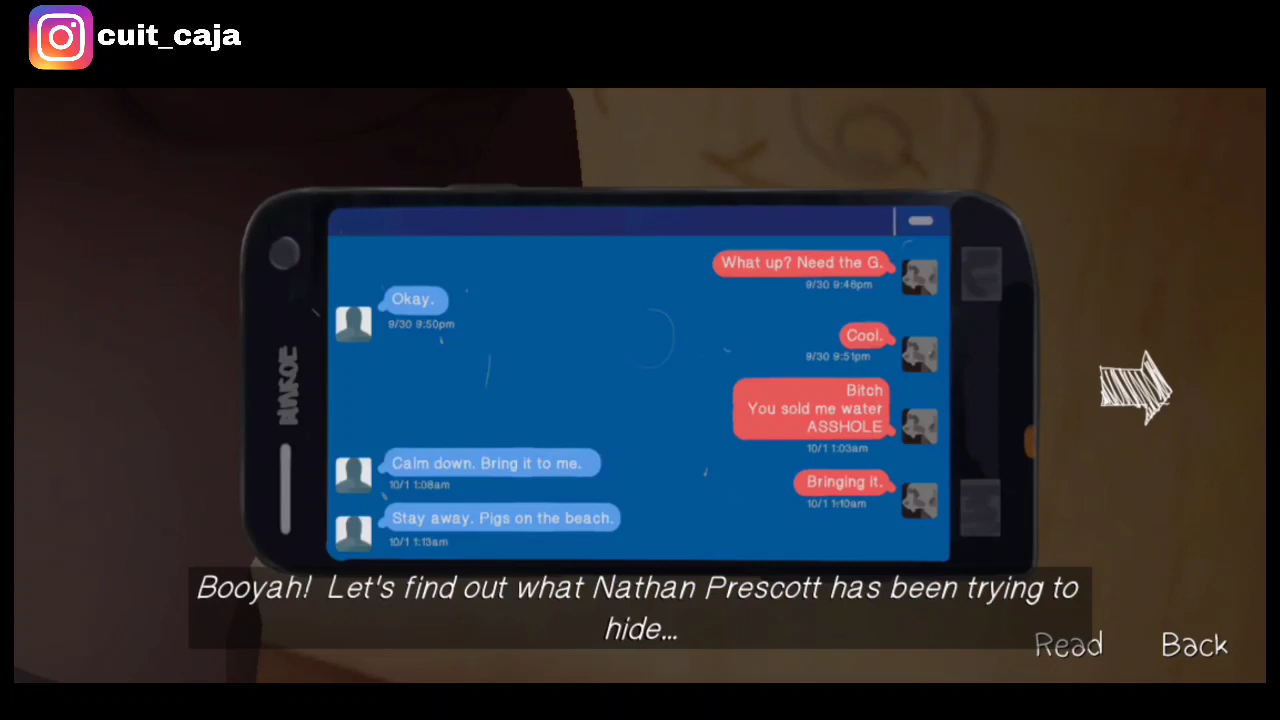 cuit_caja
What up? Need the G.
9/30 9:46pm
Okay.
9/30 9:50pm
Cool.
9/30 9:51pm
Bitch
You sold me water
ASSHOLE
10/1 1:03am
Calm down. Bring it to me.
10/1 1:08am
Bringing it.
10/1 1:10am
Stay away. Pigs on the beach.
10/1 1:13am
Booyah! Let's find out what Nathan Prescott has been trying to
hide...
Read
Back